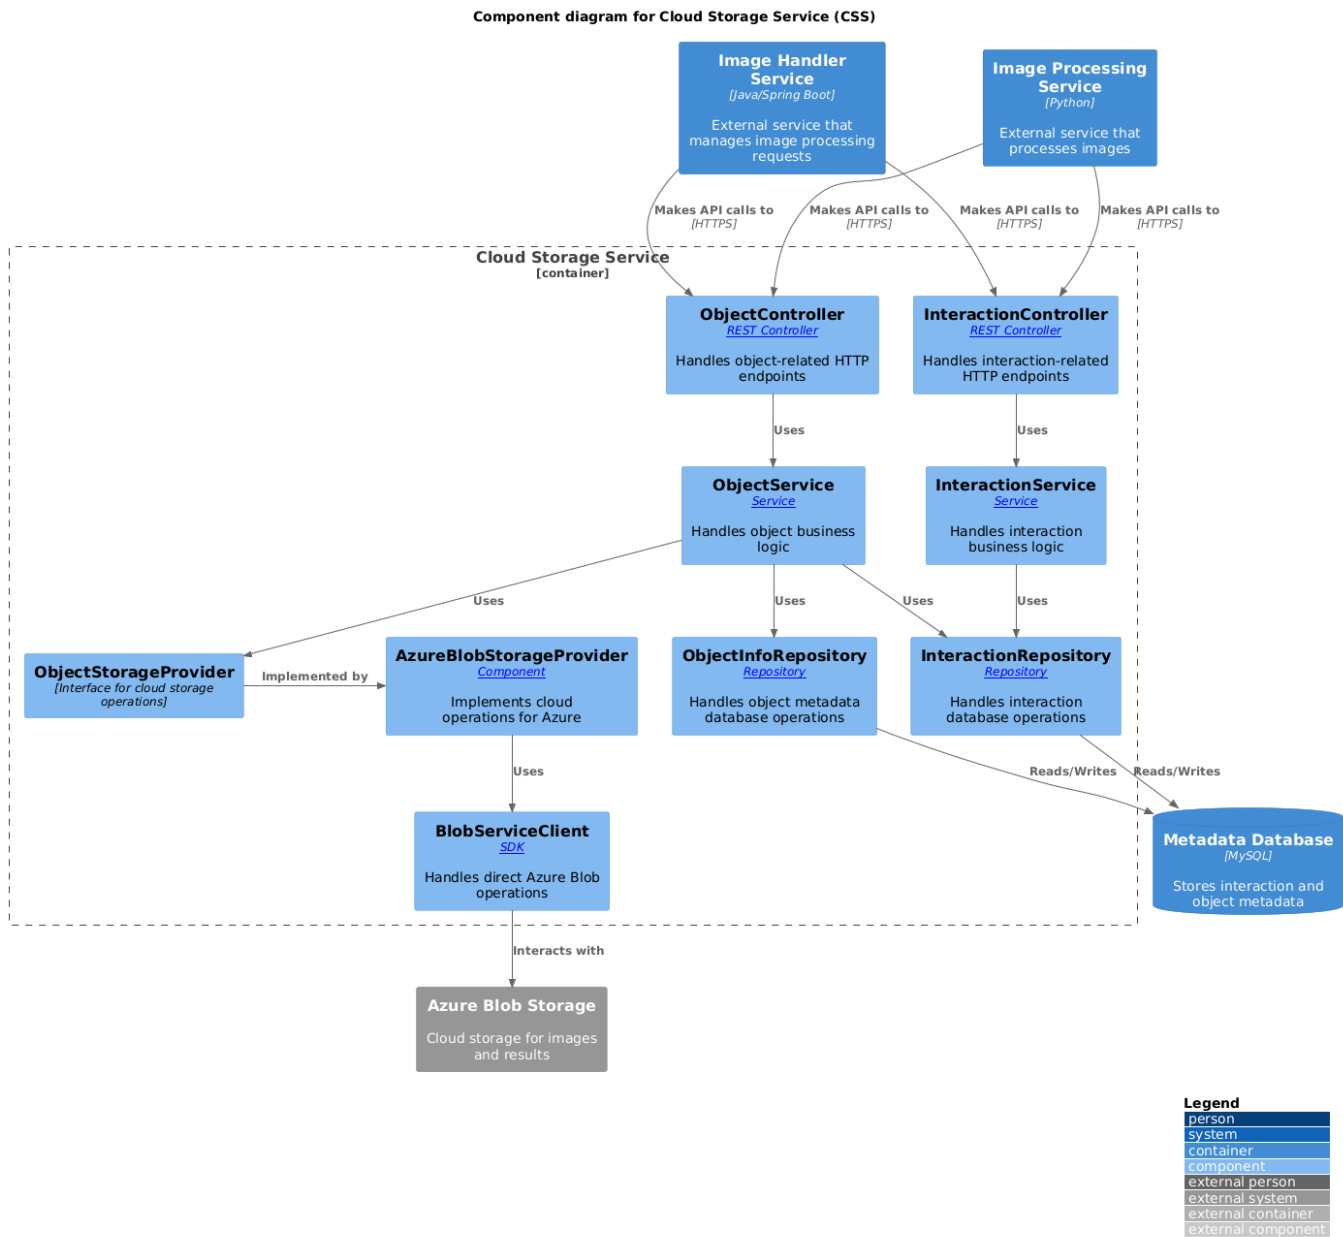 Component diagram for Cloud Storage Service (CSS)
Image Handler
Service
[Java/Spring Boot]
External service that
manages image processing
requests
Image Processing
Service
[Python]
External service that
processes images
Makes API calls to
[HTTPS]
Makes API calls to
[HTTPS]
Makes API calls to
[HTTPS]
Makes API calls to
[HTTPS]
Cloud Storage Service
[container]
ObjectController
REST Controller
Handles object-related HTTP
endpoints
InteractionController
REST Controller
Handles interaction-related
HTTP endpoints
Uses
Uses
ObjectService
Service
Handles object business
logic
InteractionService
Service
Handles interaction
business logic
Uses
Uses
Uses
Uses
ObjectStorageProvider
[Interface for cloud storage
operations]
Implemented by
AzureBlobStorageProvider
Component
Implements cloud
operations for Azure
ObjectInfoRepository
Repository
Handles object metadata
database operations
InteractionRepository
Repository
Handles interaction
database operations
Uses
Reads/Writes
Reads/Writes
BlobServiceClient
SDK
Handles direct Azure Blob
operations
Metadata Database
[MySQL]
Stores interaction and
object metadata
Interacts with
Azure Blob Storage
Cloud storage for images
and results
Legend
person
system
container
component
external person
external system
external container
external component